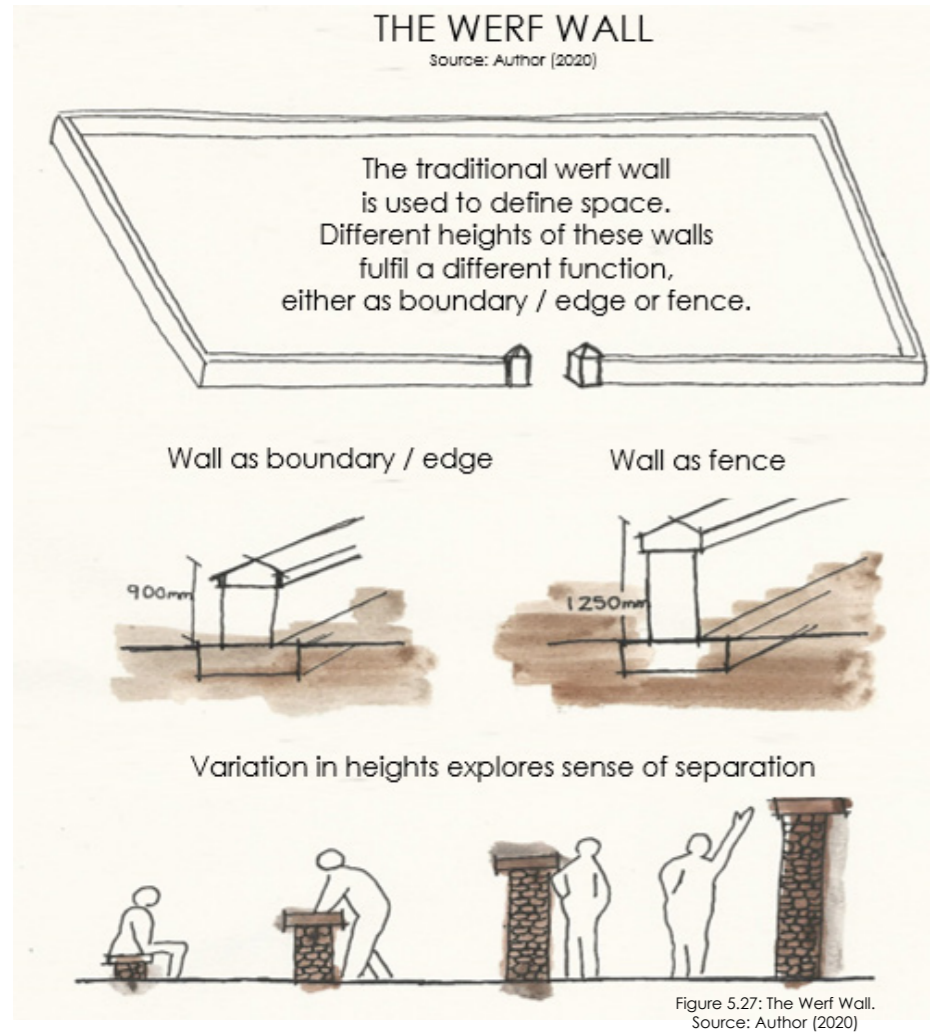 THE WERF WALL
Source: Author (2020)
The traditional werf wall
is used to define space.
Different heights of these walls
fulfil a different function,
either as boundary / edge or fence.
Wall as boundary / edge
Wall as fence
900mm
1250mm
Variation in heights explores sense of separation
Figure 5.27: The Werf Wall.
Source: Author (2020)